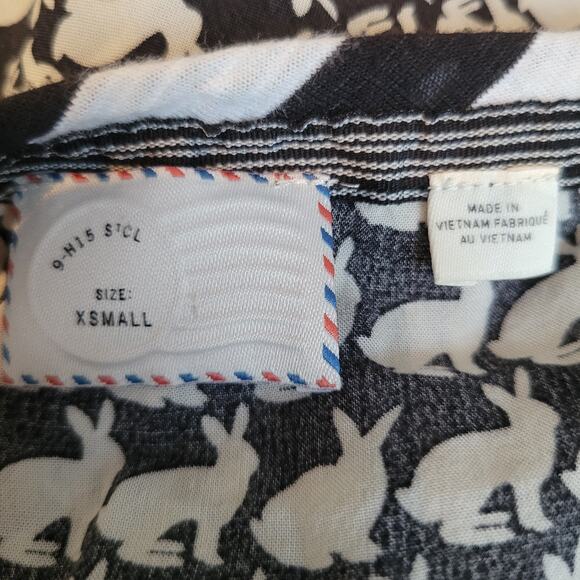 9-H15 STCL
SIZE:
XSMALL
MADE IN
VIETNAM FABRIQUÉ
AU VIETNAM